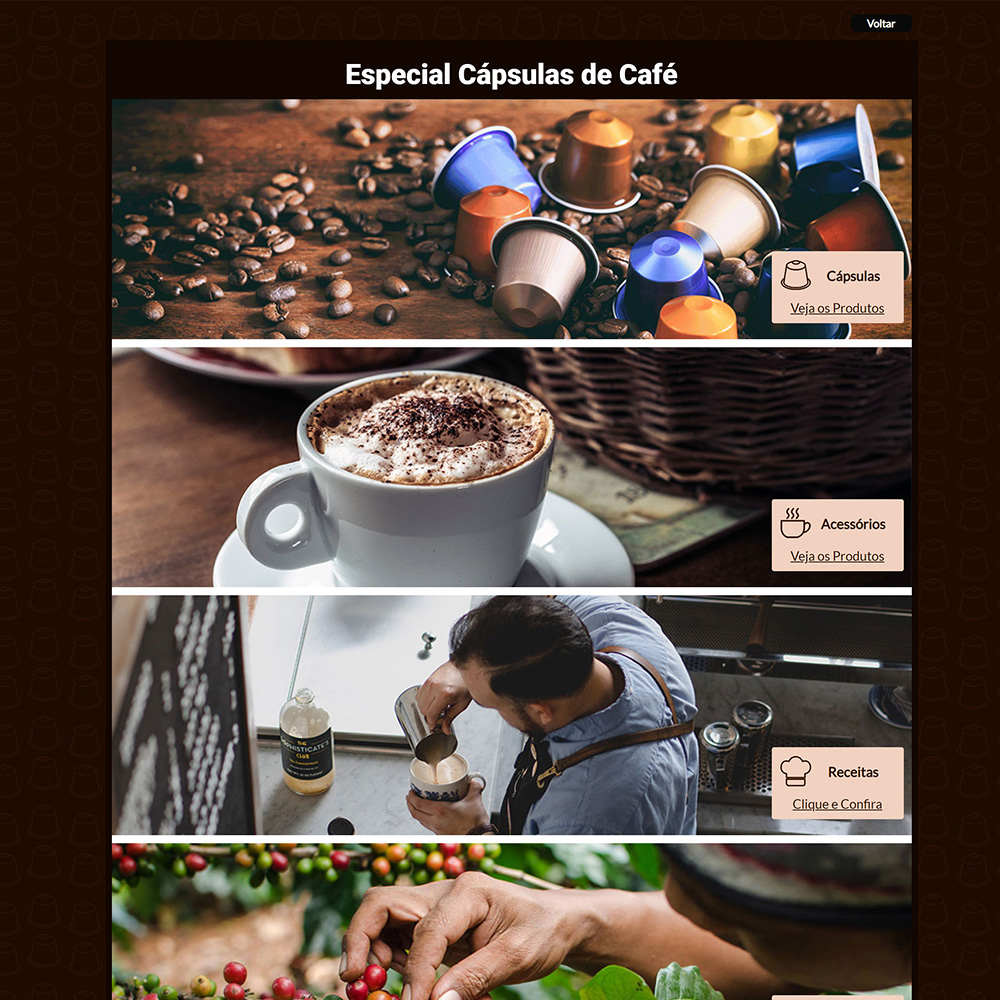 Voltar
Especial Cápsulas de Café
Cápsulas
Veja os Produtos
Acessórios
Veja os Produtos
THE
SOPHISTICATE'S
Receitas
Clique e Confira